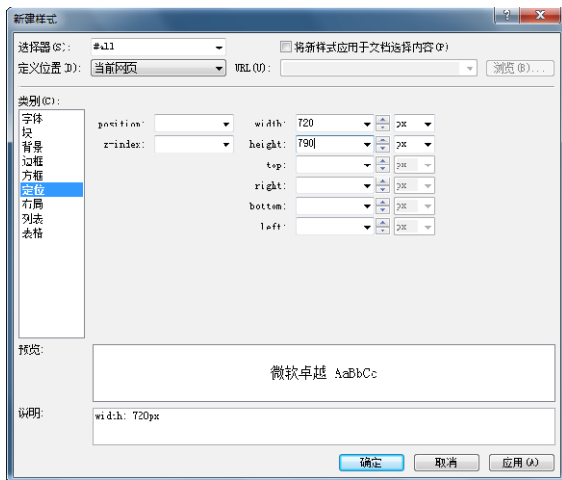 新建样式
选择器(S): #all 将新样式应用于文档选择内容(P)
定义位置(D): 当前网页 URL(U): 浏览(B)...
类别(C):
字体
块
背景
边框
方框
定位
布局
列表
表格
position: width: 720 px
z-index: height: 790 px
top: px
right: px
bottom: px
left: px
预览:
微软卓越 AaBbCc
说明:
width: 720px
确定 取消 应用(A)